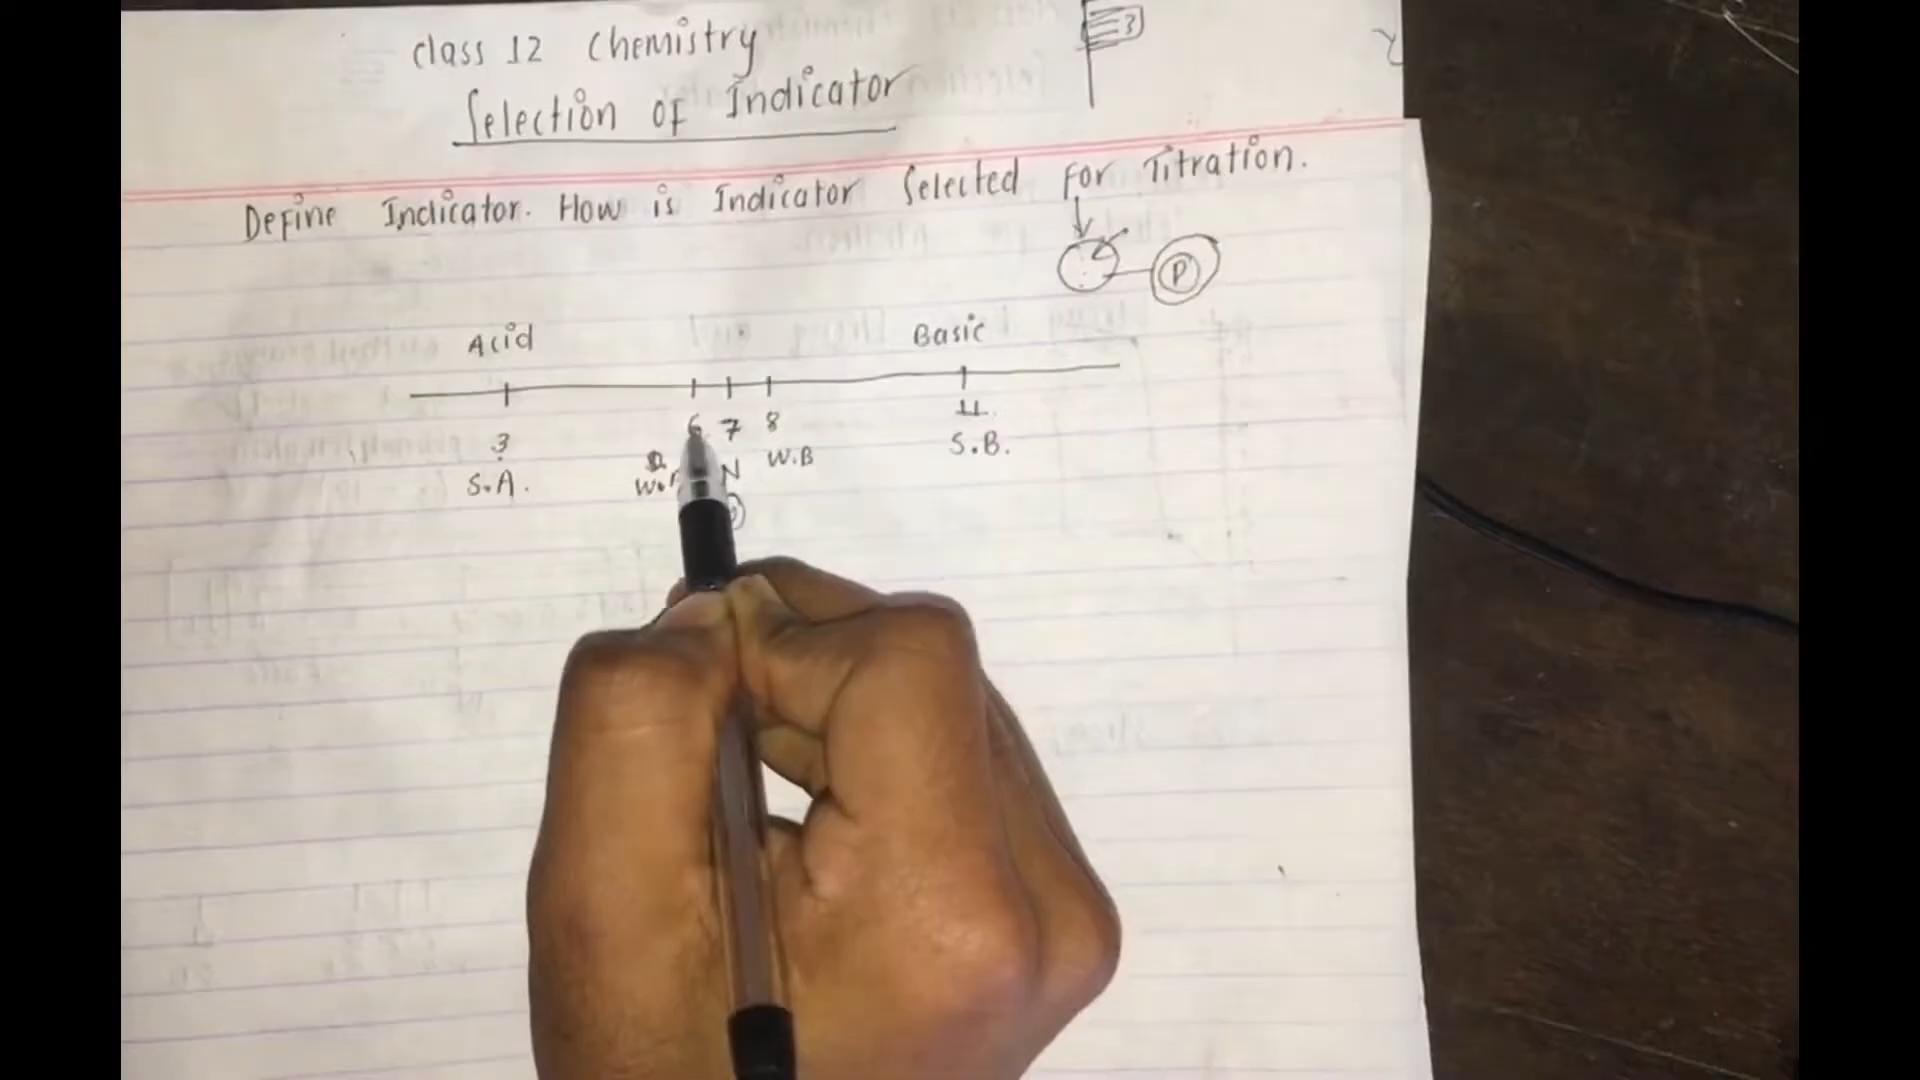 class 12 Chemistry
Selection of Indicator
Define Indicator. How is Indicator Selected for Titration.
P
Acid Basic
3 6 7 8 11
S.A. N W.B S.B.